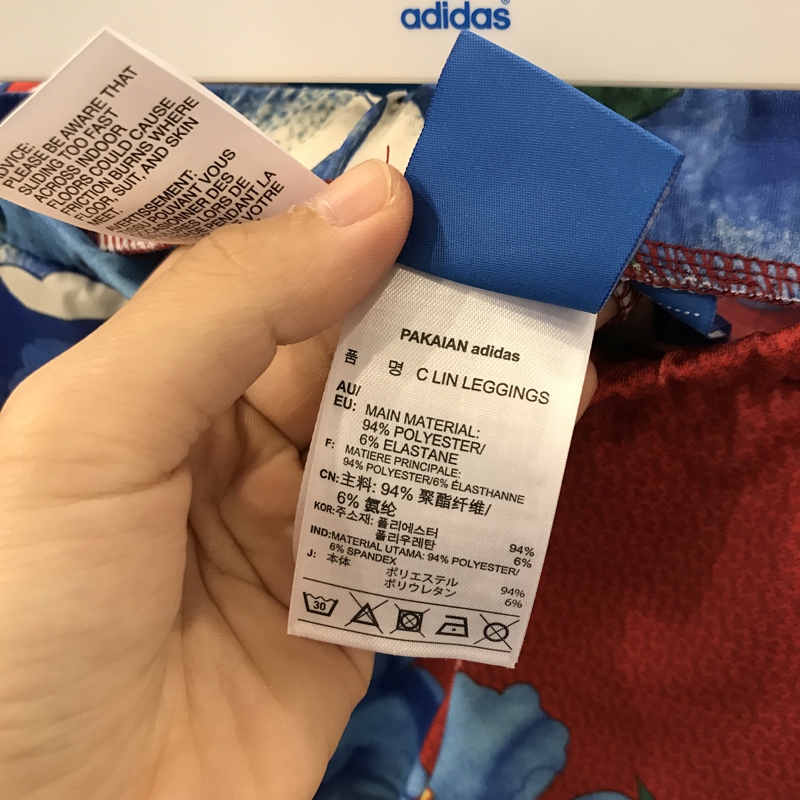 adidas®
ADVICE:
PLEASE BE AWARE THAT
SLIDING TOO FAST
ACROSS INDOOR
FLOORS COULD CAUSE
FRICTION BURNS WHERE
FLOOR, SUIT, AND SKIN
MEET.
POUVANT VOUS
DES
LORS DE
PENDANT LA
VOTRE
PAKAIAN adidas
품 명 C LIN LEGGINGS
AU/
EU: MAIN MATERIAL:
94% POLYESTER/
6% ELASTANE
F: MATIERE PRINCIPALE:
94% POLYESTER/6% ÉLASTHANNE
CN: 主料: 94% 聚酯纤维/
6% 氨纶
KOR: 주소재: 폴리에스터 94%
폴리우레탄 6%
IND: MATERIAL UTAMA: 94% POLYESTER/
6% SPANDEX
J: 本体 ポリエステル 94%
ポリウレタン 6%
30